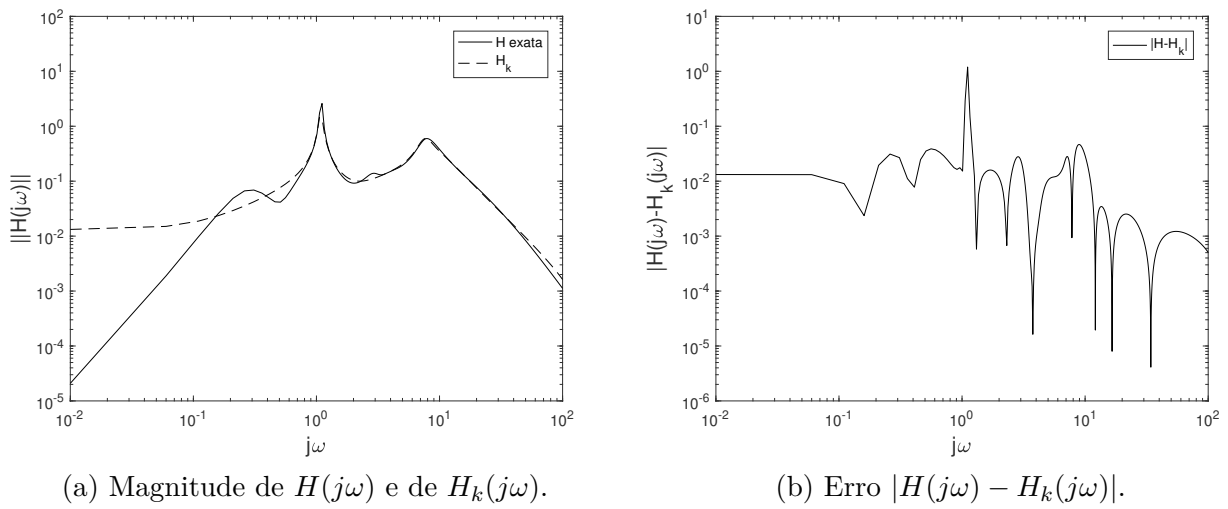 10^2
10^1
10^0
10^-1
10^-2
10^-3
10^-4
10^-5
||H(jω)||
H exata
H_k
10^-2
10^-1
10^0
10^1
10^2
jω
(a) Magnitude de H(jω) e de H_k(jω).
10^1
10^0
10^-1
10^-2
10^-3
10^-4
10^-5
10^-6
|H(jω)-H_k(jω)|
|H-H_k|
10^-2
10^-1
10^0
10^1
10^2
jω
(b) Erro |H(jω) − H_k(jω)|.